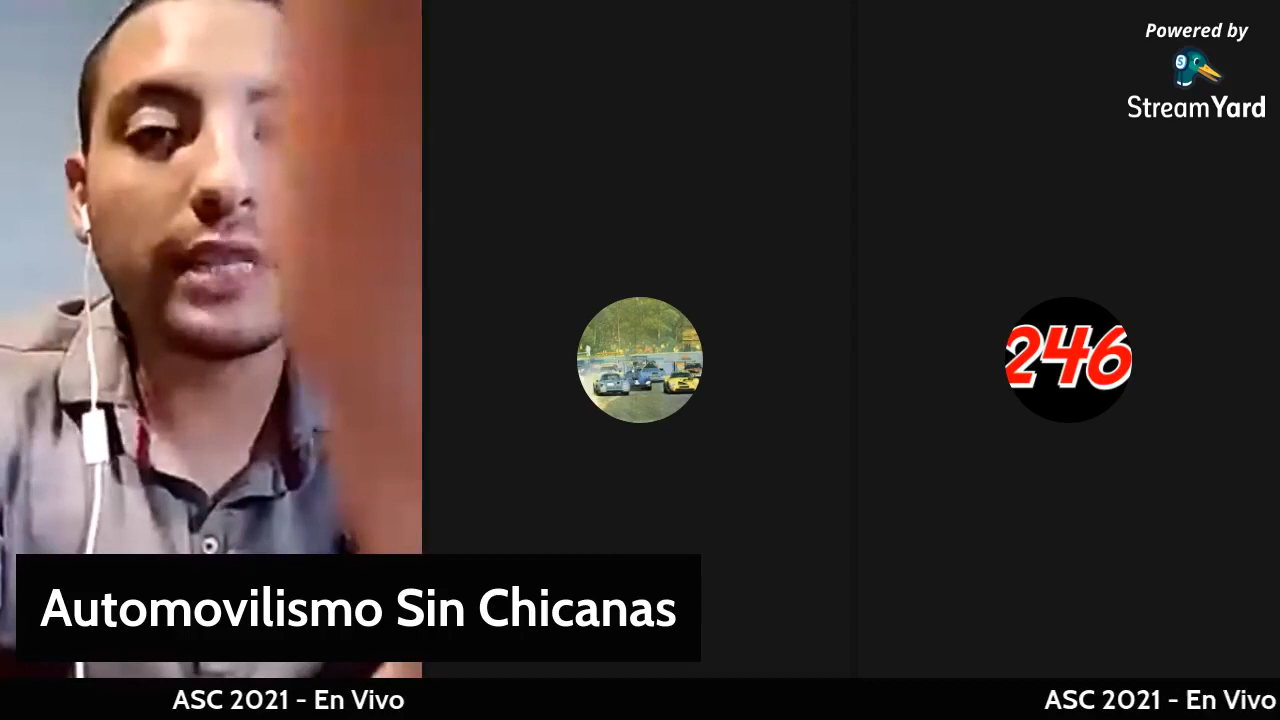 Powered by
StreamYard
246
Automovilismo Sin Chicanas
ASC 2021 - En Vivo
ASC 2021 - En Vivo